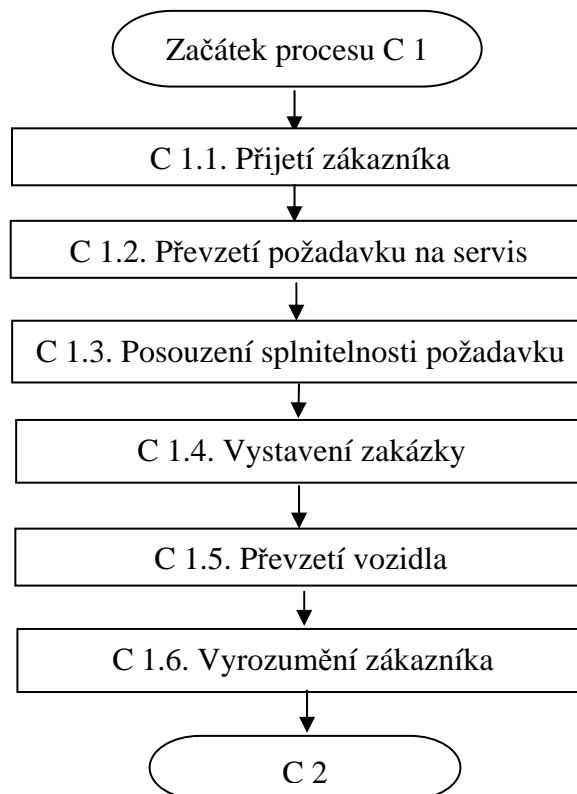 Začátek procesu C 1
C 1.1. Přijetí zákazníka
C 1.2. Převzetí požadavku na servis
C 1.3. Posouzení splnitelnosti požadavku
C 1.4. Vystavení zakázky
C 1.5. Převzetí vozidla
C 1.6. Vyrozumění zákazníka
C 2